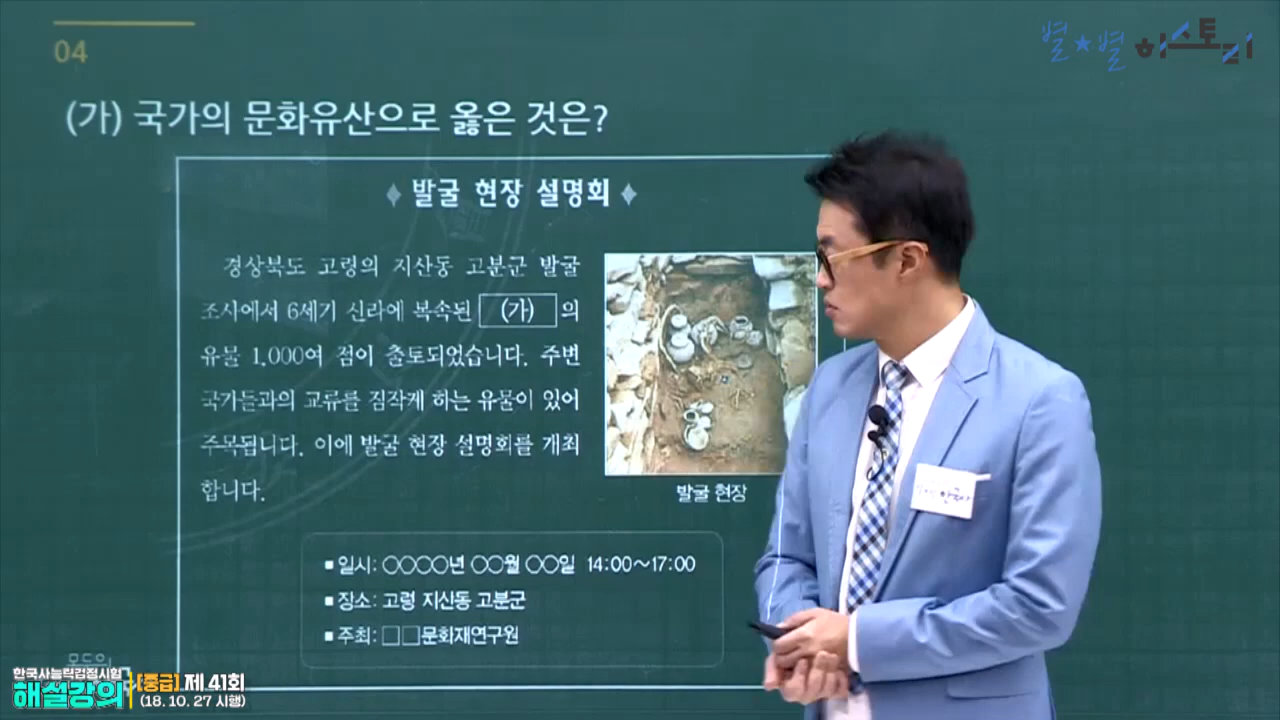 04
별★별 히스토리
(가) 국가의 문화유산으로 옳은 것은?
발굴 현장 설명회
경상북도 고령의 지산동 고분군 발굴
조사에서 6세기 신라에 복속된 (가) 의
유물 1,000여 점이 출토되었습니다. 주변
국가들과의 교류를 짐작케 하는 유물이 있어
주목됩니다. 이에 발굴 현장 설명회를 개최
합니다.
발굴 현장
■ 일시: ○○○○년 ○○월 ○○일 14:00~17:00
■ 장소: 고령 지산동 고분군
■ 주최: □□문화재연구원
한국사능력검정시험
해설강의
[중급] 제 41회
(18. 10. 27 시행)